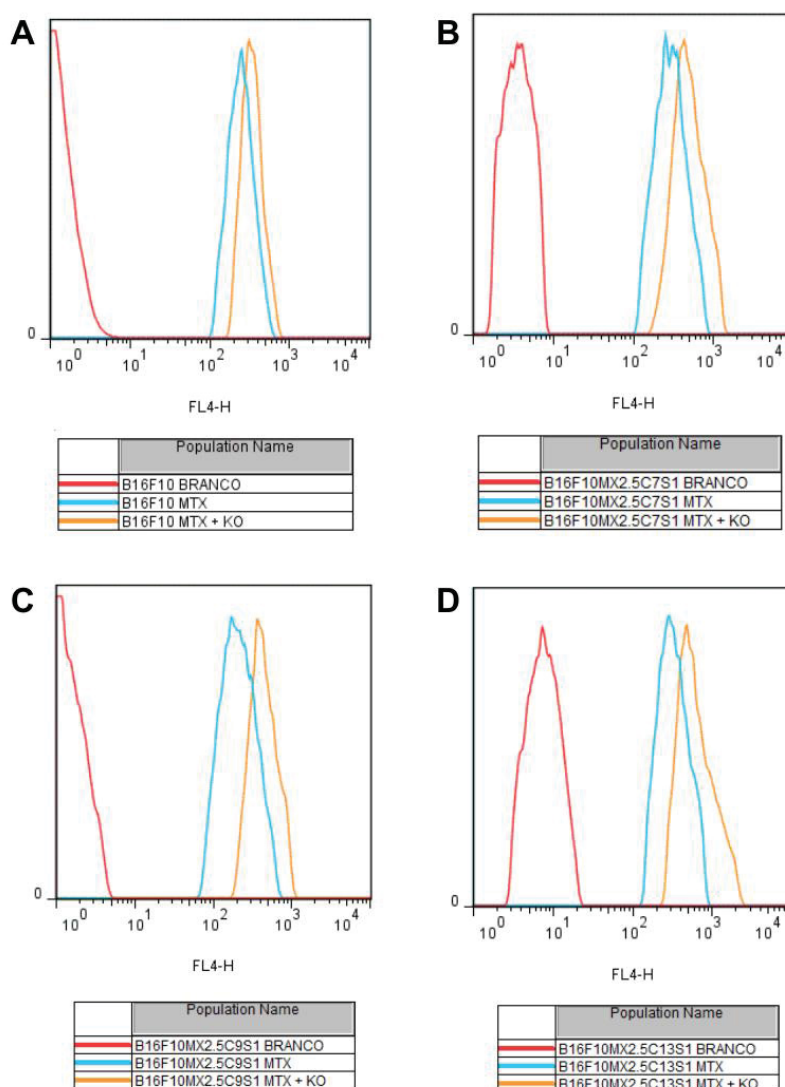 A
0
10^0 10^1 10^2 10^3 10^4
FL4-H
Population Name
B16F10 BRANCO
B16F10 MTX
B16F10 MTX + KO
B
0
10^0 10^1 10^2 10^3 10^4
FL4-H
Population Name
B16F10MX2.5C7S1 BRANCO
B16F10MX2.5C7S1 MTX
B16F10MX2.5C7S1 MTX + KO
C
0
10^0 10^1 10^2 10^3 10^4
FL4-H
Population Name
B16F10MX2.5C9S1 BRANCO
B16F10MX2.5C9S1 MTX
B16F10MX2.5C9S1 MTX + KO
D
0
10^0 10^1 10^2 10^3 10^4
FL4-H
Population Name
B16F10MX2.5C13S1 BRANCO
B16F10MX2.5C13S1 MTX
B16F10MX2.5C13S1 MTX + KO